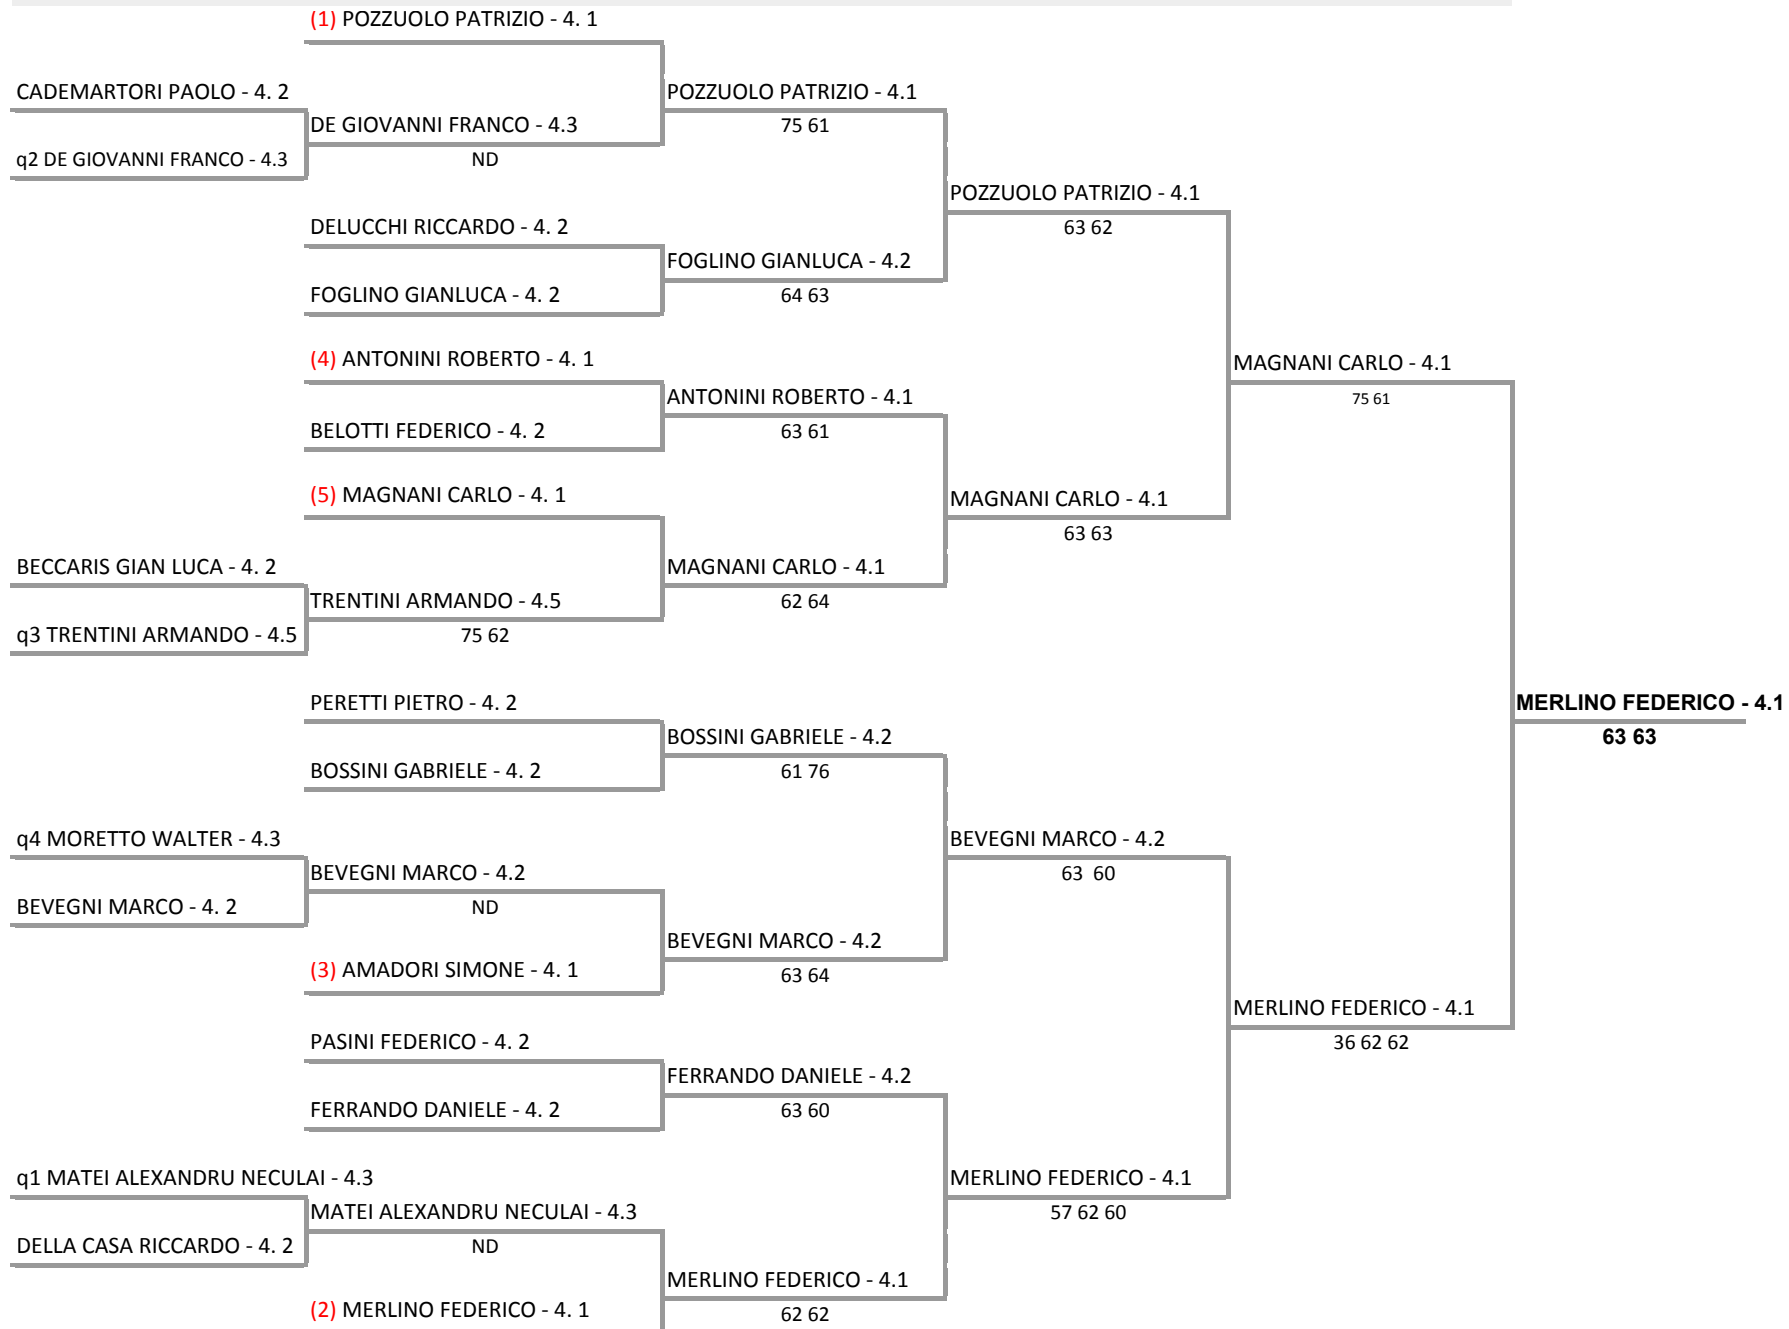 (1) POZZUOLO PATRIZIO - 4. 1
CADEMARTORI PAOLO - 4. 2
POZZUOLO PATRIZIO - 4.1
DE GIOVANNI FRANCO - 4.3
75 61
q2 DE GIOVANNI FRANCO - 4.3
ND
POZZUOLO PATRIZIO - 4.1
DELUCCHI RICCARDO - 4. 2
63 62
FOGLINO GIANLUCA - 4.2
FOGLINO GIANLUCA - 4. 2
64 63
(4) ANTONINI ROBERTO - 4. 1
MAGNANI CARLO - 4.1
ANTONINI ROBERTO - 4.1
75 61
BELOTTI FEDERICO - 4. 2
63 61
(5) MAGNANI CARLO - 4. 1
MAGNANI CARLO - 4.1
63 63
BECCARIS GIAN LUCA - 4. 2
MAGNANI CARLO - 4.1
TRENTINI ARMANDO - 4.5
62 64
q3 TRENTINI ARMANDO - 4.5
75 62
PERETTI PIETRO - 4. 2
MERLINO FEDERICO - 4.1
BOSSINI GABRIELE - 4.2
63 63
BOSSINI GABRIELE - 4. 2
61 76
q4 MORETTO WALTER - 4.3
BEVEGNI MARCO - 4.2
BEVEGNI MARCO - 4.2
63  60
BEVEGNI MARCO - 4. 2
ND
BEVEGNI MARCO - 4.2
(3) AMADORI SIMONE - 4. 1
63 64
MERLINO FEDERICO - 4.1
PASINI FEDERICO - 4. 2
36 62 62
FERRANDO DANIELE - 4.2
FERRANDO DANIELE - 4. 2
63 60
q1 MATEI ALEXANDRU NECULAI - 4.3
MERLINO FEDERICO - 4.1
MATEI ALEXANDRU NECULAI - 4.3
57 62 60
DELLA CASA RICCARDO - 4. 2
ND
MERLINO FEDERICO - 4.1
(2) MERLINO FEDERICO - 4. 1
62 62